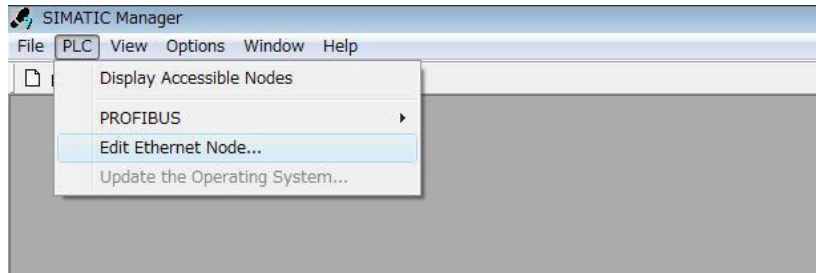 SIMATIC Manager
File PLC View Options Window Help
Display Accessible Nodes
PROFIBUS
Edit Ethernet Node...
Update the Operating System...